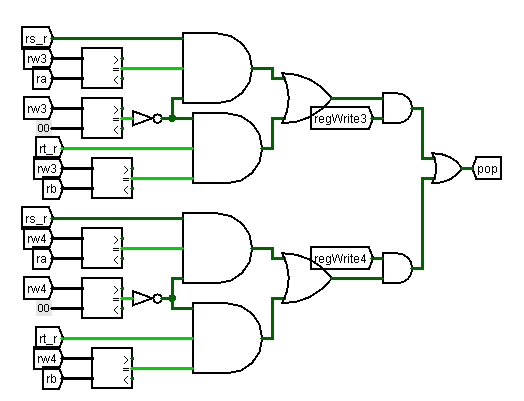 rs_r
rw3
>
=
<
ra
rw3
>
=
<
00
regWrite3
rt_r
rw3
>
=
<
rb
pop
rs_r
rw4
>
=
<
ra
regWrite4
rw4
>
=
<
00
rt_r
rw4
>
=
<
rb